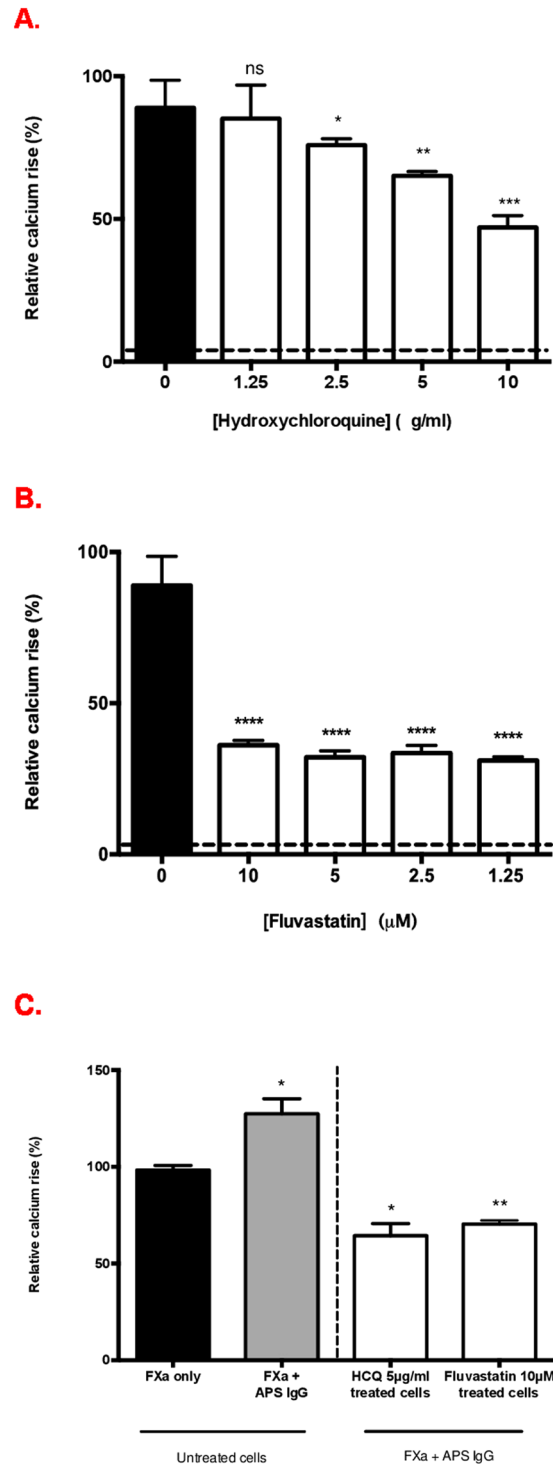 A.
Relative calcium rise (%)
100
50
0
ns
*
**
***
0 1.25 2.5 5 10
[Hydroxychloroquine] ( g/ml)
B.
Relative calcium rise (%)
100
50
0
**** **** **** ****
0 10 5 2.5 1.25
[Fluvastatin] (μM)
C.
Relative calcium rise (%)
150
100
50
0
*
*
**
FXa only
FXa +
APS IgG
HCQ 5µg/ml
treated cells
Fluvastatin 10µM
treated cells
Untreated cells
FXa + APS IgG